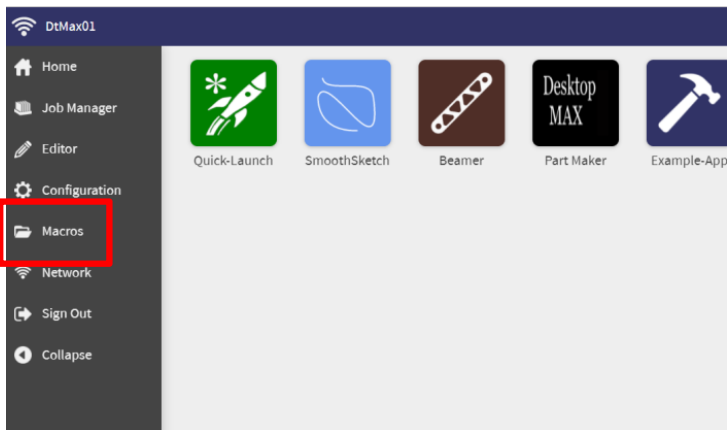 DtMax01
Home
Job Manager
Editor
Configuration
Macros
Network
Sign Out
Collapse
Desktop
MAX
Quick-Launch
SmoothSketch
Beamer
Part Maker
Example-App